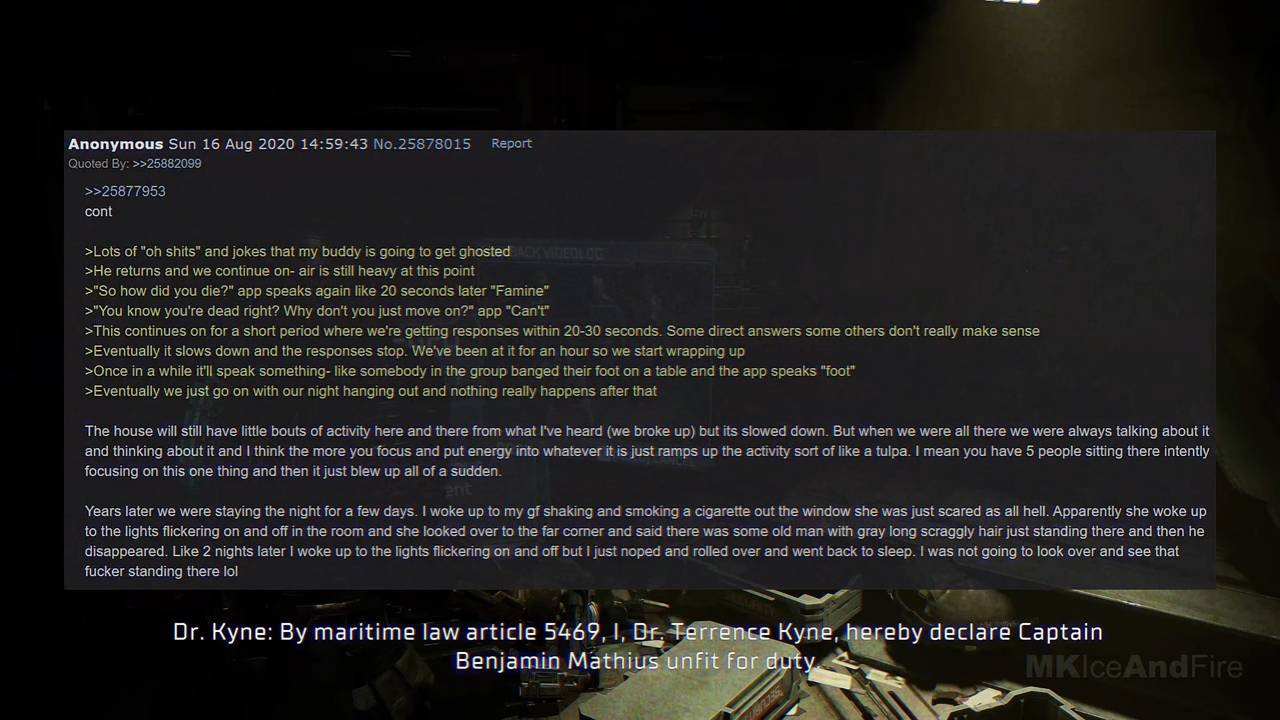 Anonymous Sun 16 Aug 2020 14:59:43 No.25878015 Report
Quoted By: >>25882099
>>25877953
cont
>Lots of "oh shits" and jokes that my buddy is going to get ghosted
>He returns and we continue on- air is still heavy at this point
>"So how did you die?" app speaks again like 20 seconds later "Famine"
>"You know you're dead right? Why don't you just move on?" app "Can't"
>This continues on for a short period where we're getting responses within 20-30 seconds. Some direct answers some others don't really make sense
>Eventually it slows down and the responses stop. We've been at it for an hour so we start wrapping up
>Once in a while it'll speak something- like somebody in the group banged their foot on a table and the app speaks "foot"
>Eventually we just go on with our night hanging out and nothing really happens after that
The house will still have little bouts of activity here and there from what I've heard (we broke up) but its slowed down. But when we were all there we were always talking about it
and thinking about it and I think the more you focus and put energy into whatever it is just ramps up the activity sort of like a tulpa. I mean you have 5 people sitting there intently
focusing on this one thing and then it just blew up all of a sudden.
Years later we were staying the night for a few days. I woke up to my gf shaking and smoking a cigarette out the window she was just scared as all hell. Apparently she woke up
to the lights flickering on and off in the room and she looked over to the far corner and said there was some old man with gray long scraggly hair just standing there and then he
disappeared. Like 2 nights later I woke up to the lights flickering on and off but I just noped and rolled over and went back to sleep. I was not going to look over and see that
fucker standing there lol
Dr. Kyne: By maritime law article 5469, I, Dr. Terrence Kyne, hereby declare Captain
Benjamin Mathius unfit for duty.
MKIceAndFire